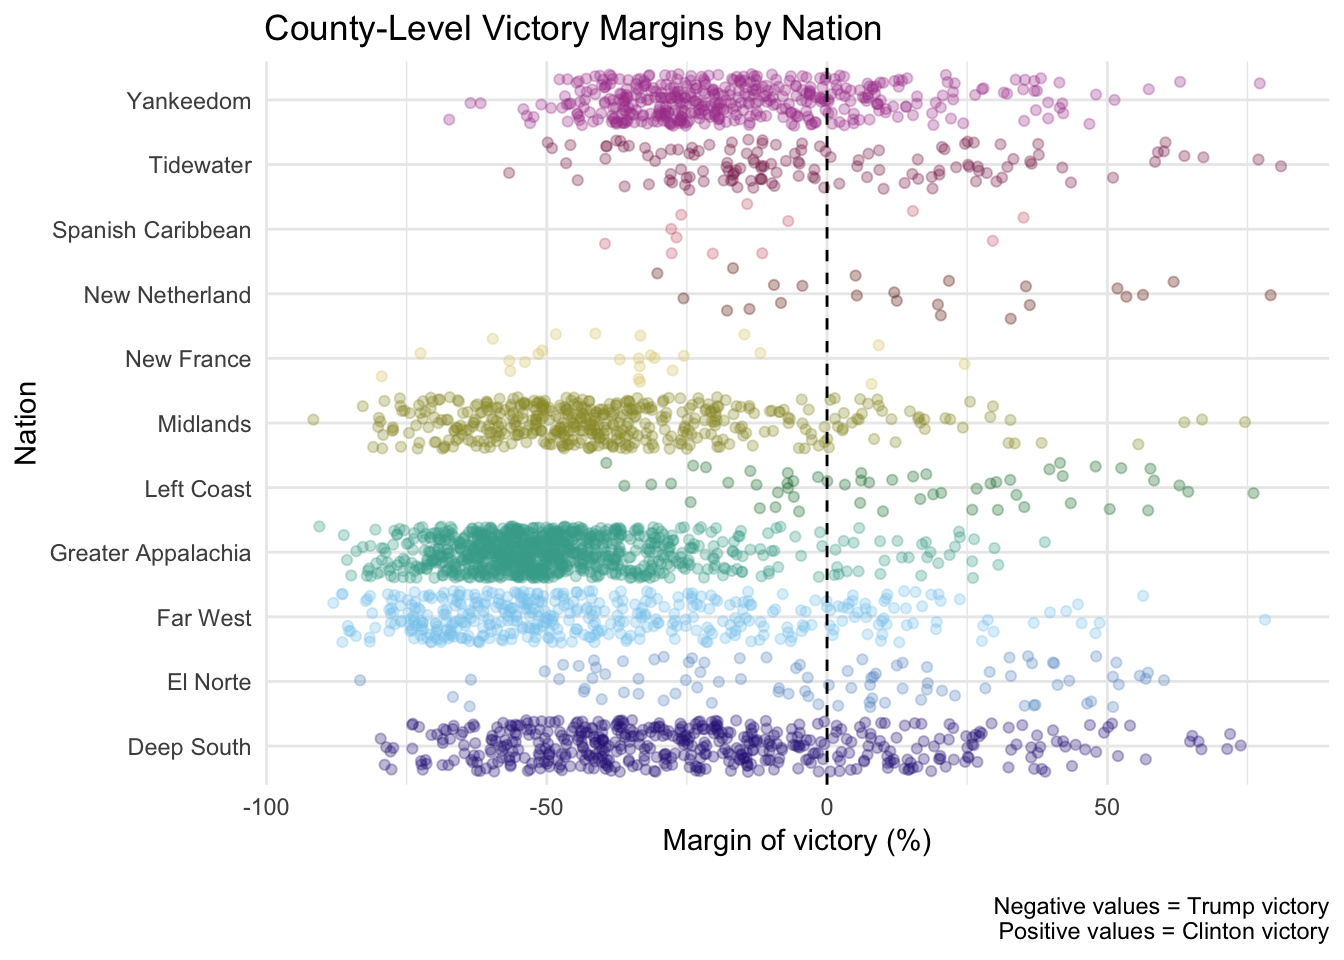 County-Level Victory Margins by Nation
Yankeedom
Tidewater
Spanish Caribbean
New Netherland
New France
Midlands
Left Coast
Greater Appalachia
Far West
El Norte
Deep South
Nation
-100
-50
0
50
Margin of victory (%)
Negative values = Trump victory
Positive values = Clinton victory